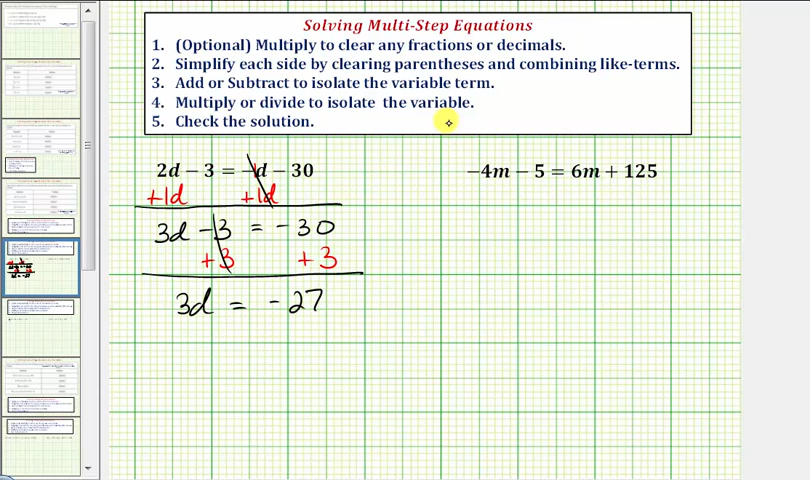 Solving Multi-Step Equations
1. (Optional) Multiply to clear any fractions or decimals.
2. Simplify each side by clearing parentheses and combining like-terms.
3. Add or Subtract to isolate the variable term.
4. Multiply or divide to isolate the variable.
5. Check the solution.
2d − 3 = −1d − 30
+1d +1d
3d − 3 = −30
+3 +3
3d = −27
−4m − 5 = 6m + 125